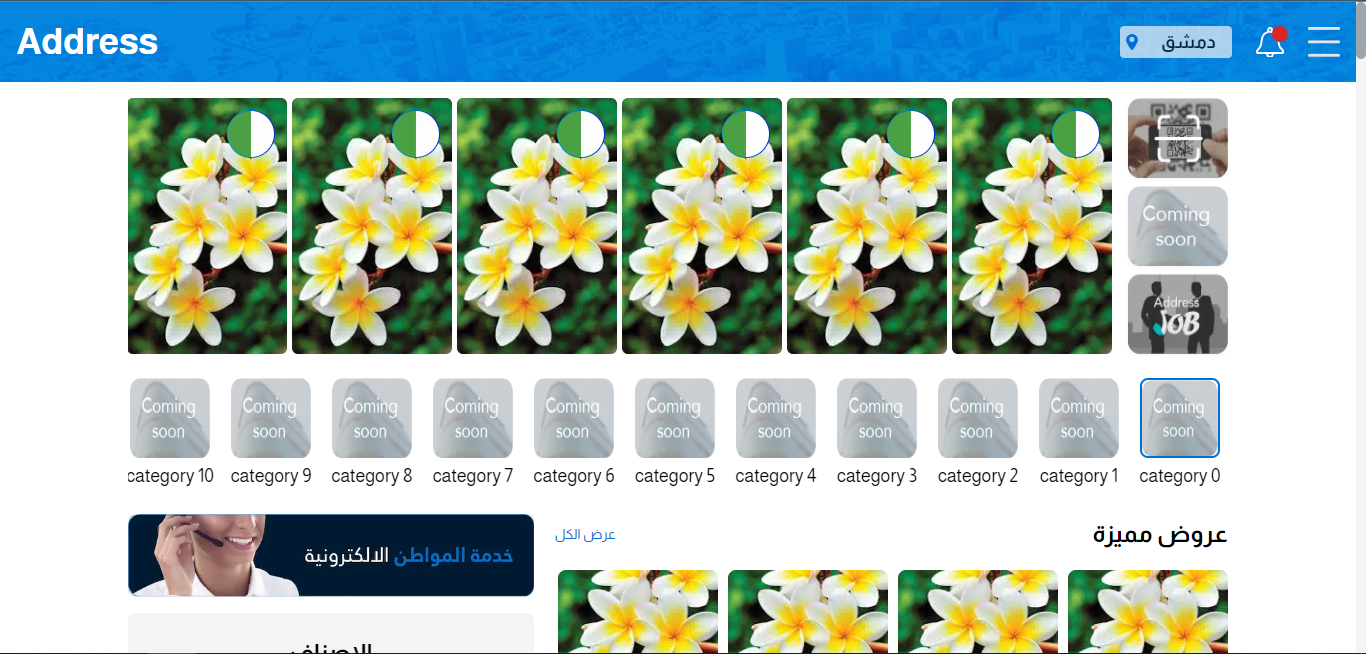 Address
دمشق
Coming
soon
Address
JOB
Coming
soon
Coming
soon
Coming
soon
Coming
soon
Coming
soon
Coming
soon
Coming
soon
Coming
soon
Coming
soon
Coming
soon
Coming
soon
category 0
category 1
category 2
category 3
category 4
category 5
category 6
category 7
category 8
category 9
category 10
عروض مميزة
عرض الكل
خدمة المواطن الالكترونية
الاصناف